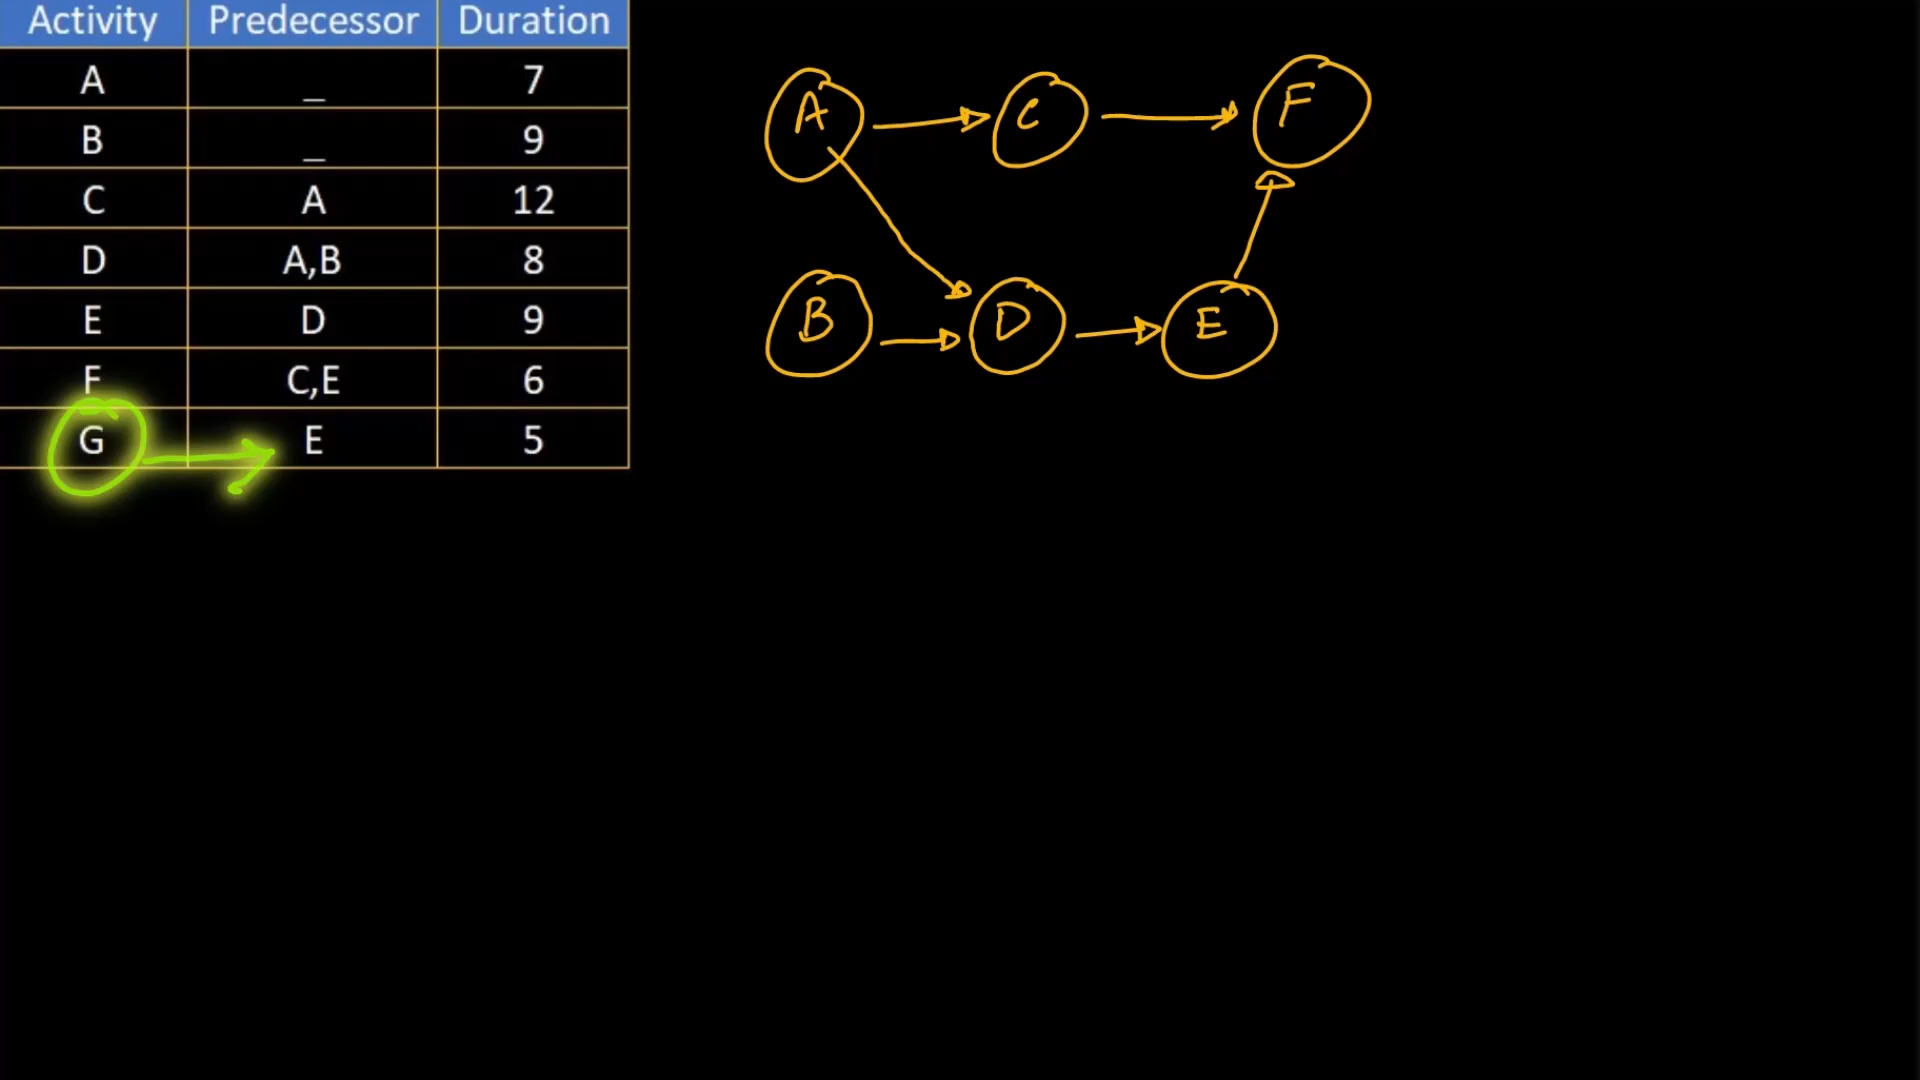 Activity Predecessor Duration
A _ 7
B _ 9
C A 12
D A,B 8
E D 9
F C,E 6
G E 5
A C F
B D E